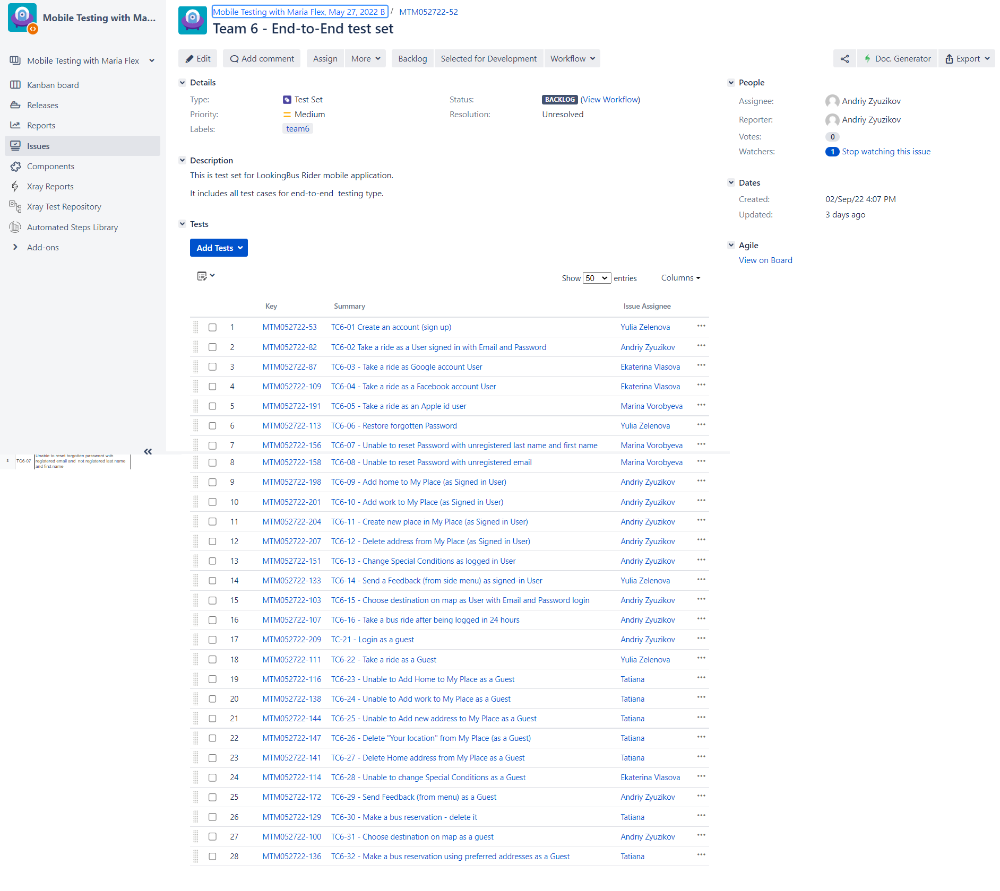 Mobile Testing with Ma...
Mobile Testing with Maria Flex
Kanban board
Releases
Reports
Issues
Components
Xray Reports
Xray Test Repository
Automated Steps Library
Add-ons
8 TC6-07 Unable to reset forgotten password with
registered email and not registered last name
and first name
Mobile Testing with Maria Flex, May 27, 2022 B / MTM052722-52
Team 6 - End-to-End test set
Edit Add comment Assign More Backlog Selected for Development Workflow Doc. Generator Export
Details
Type: Test Set Status: BACKLOG (View Workflow)
Priority: Medium Resolution: Unresolved
Labels: team6
Description
This is test set for LookingBus Rider mobile application.
It includes all test cases for end-to-end testing type.
Tests
Add Tests
Show 50 entries Columns
Key Summary Issue Assignee
1 MTM052722-53 TC6-01 Create an account (sign up) Yulia Zelenova
2 MTM052722-82 TC6-02 Take a ride as a User signed in with Email and Password Andriy Zyuzikov
3 MTM052722-87 TC6-03 - Take a ride as Google account User Ekaterina Vlasova
4 MTM052722-109 TC6-04 - Take a ride as a Facebook account User Ekaterina Vlasova
5 MTM052722-191 TC6-05 - Take a ride as an Apple id user Marina Vorobyeva
6 MTM052722-113 TC6-06 - Restore forgotten Password Yulia Zelenova
7 MTM052722-156 TC6-07 - Unable to reset Password with unregistered last name and first name Marina Vorobyeva
8 MTM052722-158 TC6-08 - Unable to reset Password with unregistered email Marina Vorobyeva
9 MTM052722-198 TC6-09 - Add home to My Place (as Signed in User) Andriy Zyuzikov
10 MTM052722-201 TC6-10 - Add work to My Place (as Signed in User) Andriy Zyuzikov
11 MTM052722-204 TC6-11 - Create new place in My Place (as Signed in User) Andriy Zyuzikov
12 MTM052722-207 TC6-12 - Delete address from My Place (as Signed in User) Andriy Zyuzikov
13 MTM052722-151 TC6-13 - Change Special Conditions as logged in User Andriy Zyuzikov
14 MTM052722-133 TC6-14 - Send a Feedback (from side menu) as signed-in User Yulia Zelenova
15 MTM052722-103 TC6-15 - Choose destination on map as User with Email and Password login Andriy Zyuzikov
16 MTM052722-107 TC6-16 - Take a bus ride after being logged in 24 hours Andriy Zyuzikov
17 MTM052722-209 TC-21 - Login as a guest Andriy Zyuzikov
18 MTM052722-111 TC6-22 - Take a ride as a Guest Yulia Zelenova
19 MTM052722-116 TC6-23 - Unable to Add Home to My Place as a Guest Tatiana
20 MTM052722-138 TC6-24 - Unable to Add work to My Place as a Guest Tatiana
21 MTM052722-144 TC6-25 - Unable to Add new address to My Place as a Guest Tatiana
22 MTM052722-147 TC6-26 - Delete "Your location" from My Place (as a Guest) Tatiana
23 MTM052722-141 TC6-27 - Delete Home address from My Place as a Guest Tatiana
24 MTM052722-114 TC6-28 - Unable to change Special Conditions as a Guest Ekaterina Vlasova
25 MTM052722-172 TC6-29 - Send Feedback (from menu) as a Guest Andriy Zyuzikov
26 MTM052722-129 TC6-30 - Make a bus reservation - delete it Tatiana
27 MTM052722-100 TC6-31 - Choose destination on map as a guest Andriy Zyuzikov
28 MTM052722-136 TC6-32 - Make a bus reservation using preferred addresses as a Guest Tatiana
People
Assignee: Andriy Zyuzikov
Reporter: Andriy Zyuzikov
Votes: 0
Watchers: 1 Stop watching this issue
Dates
Created: 02/Sep/22 4:07 PM
Updated: 3 days ago
Agile
View on Board